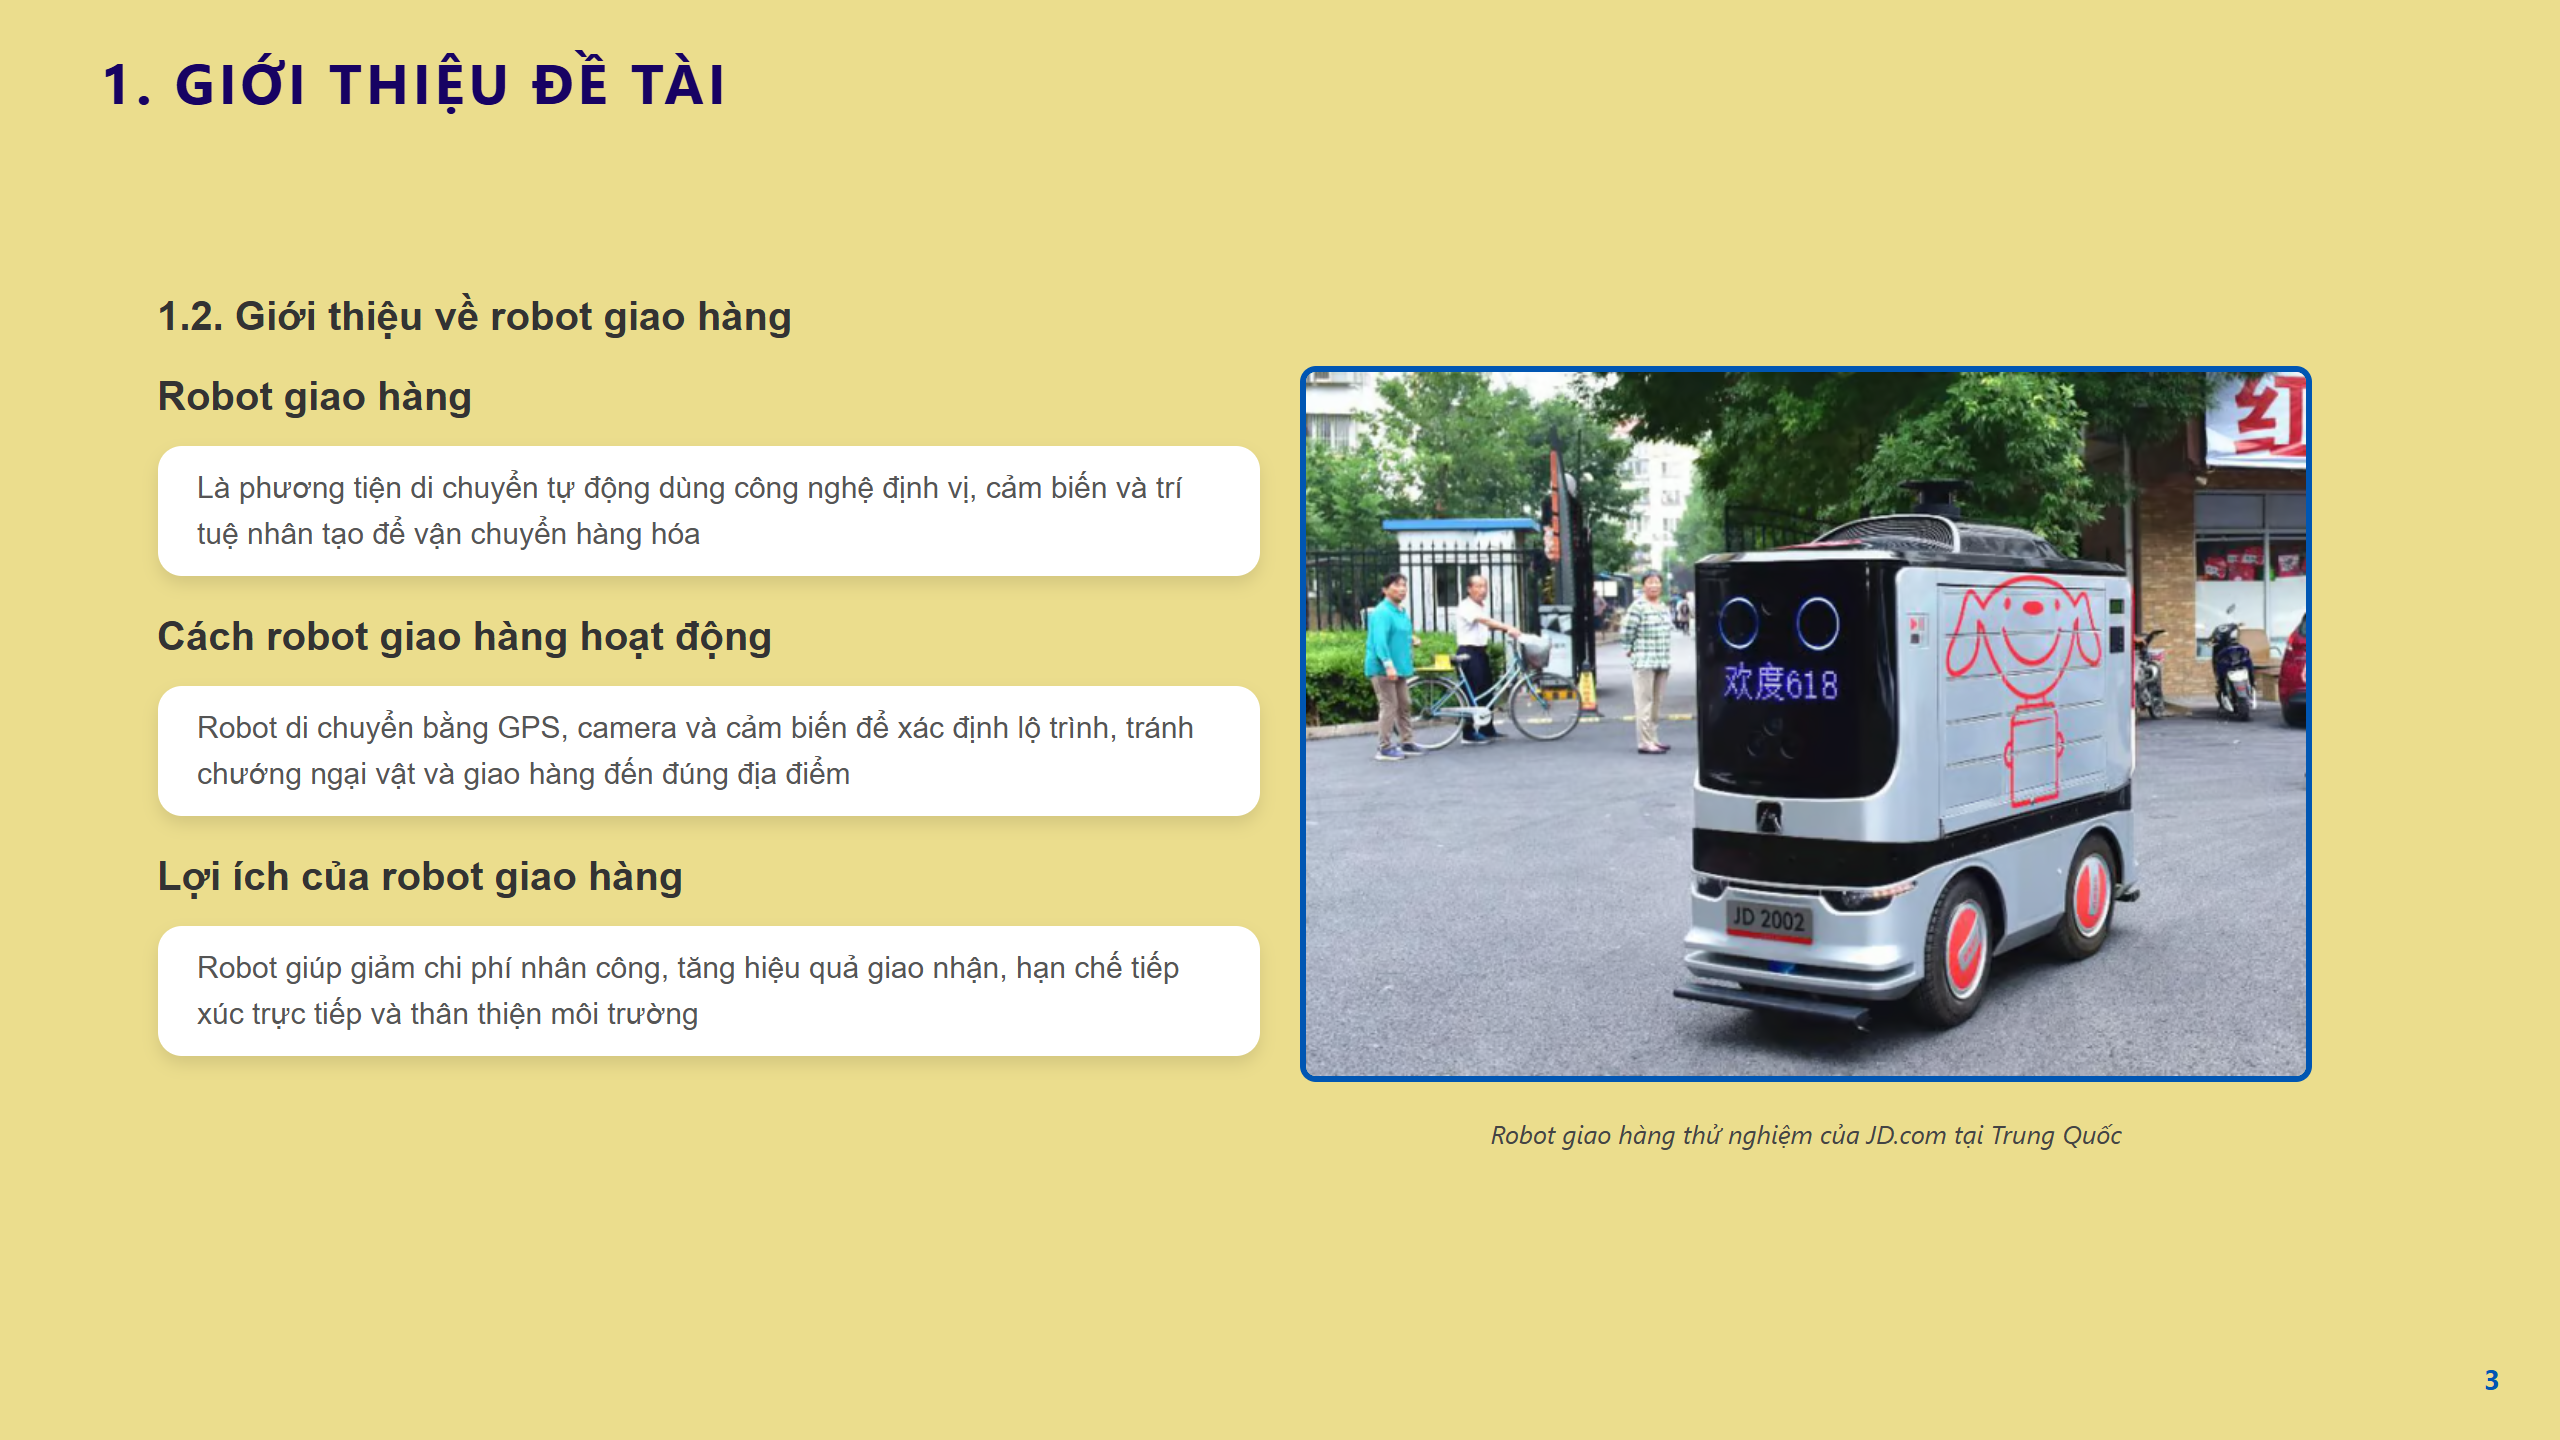 1. GIỚI THIỆU ĐỀ TÀI
1.2. Giới thiệu về robot giao hàng
Robot giao hàng
Là phương tiện di chuyển tự động dùng công nghệ định vị, cảm biến và trí
tuệ nhân tạo để vận chuyển hàng hóa
Cách robot giao hàng hoạt động
Robot di chuyển bằng GPS, camera và cảm biến để xác định lộ trình, tránh
chướng ngại vật và giao hàng đến đúng địa điểm
Lợi ích của robot giao hàng
Robot giúp giảm chi phí nhân công, tăng hiệu quả giao nhận, hạn chế tiếp
xúc trực tiếp và thân thiện môi trường
红
欢度618
JD 2002
Robot giao hàng thử nghiệm của JD.com tại Trung Quốc
3